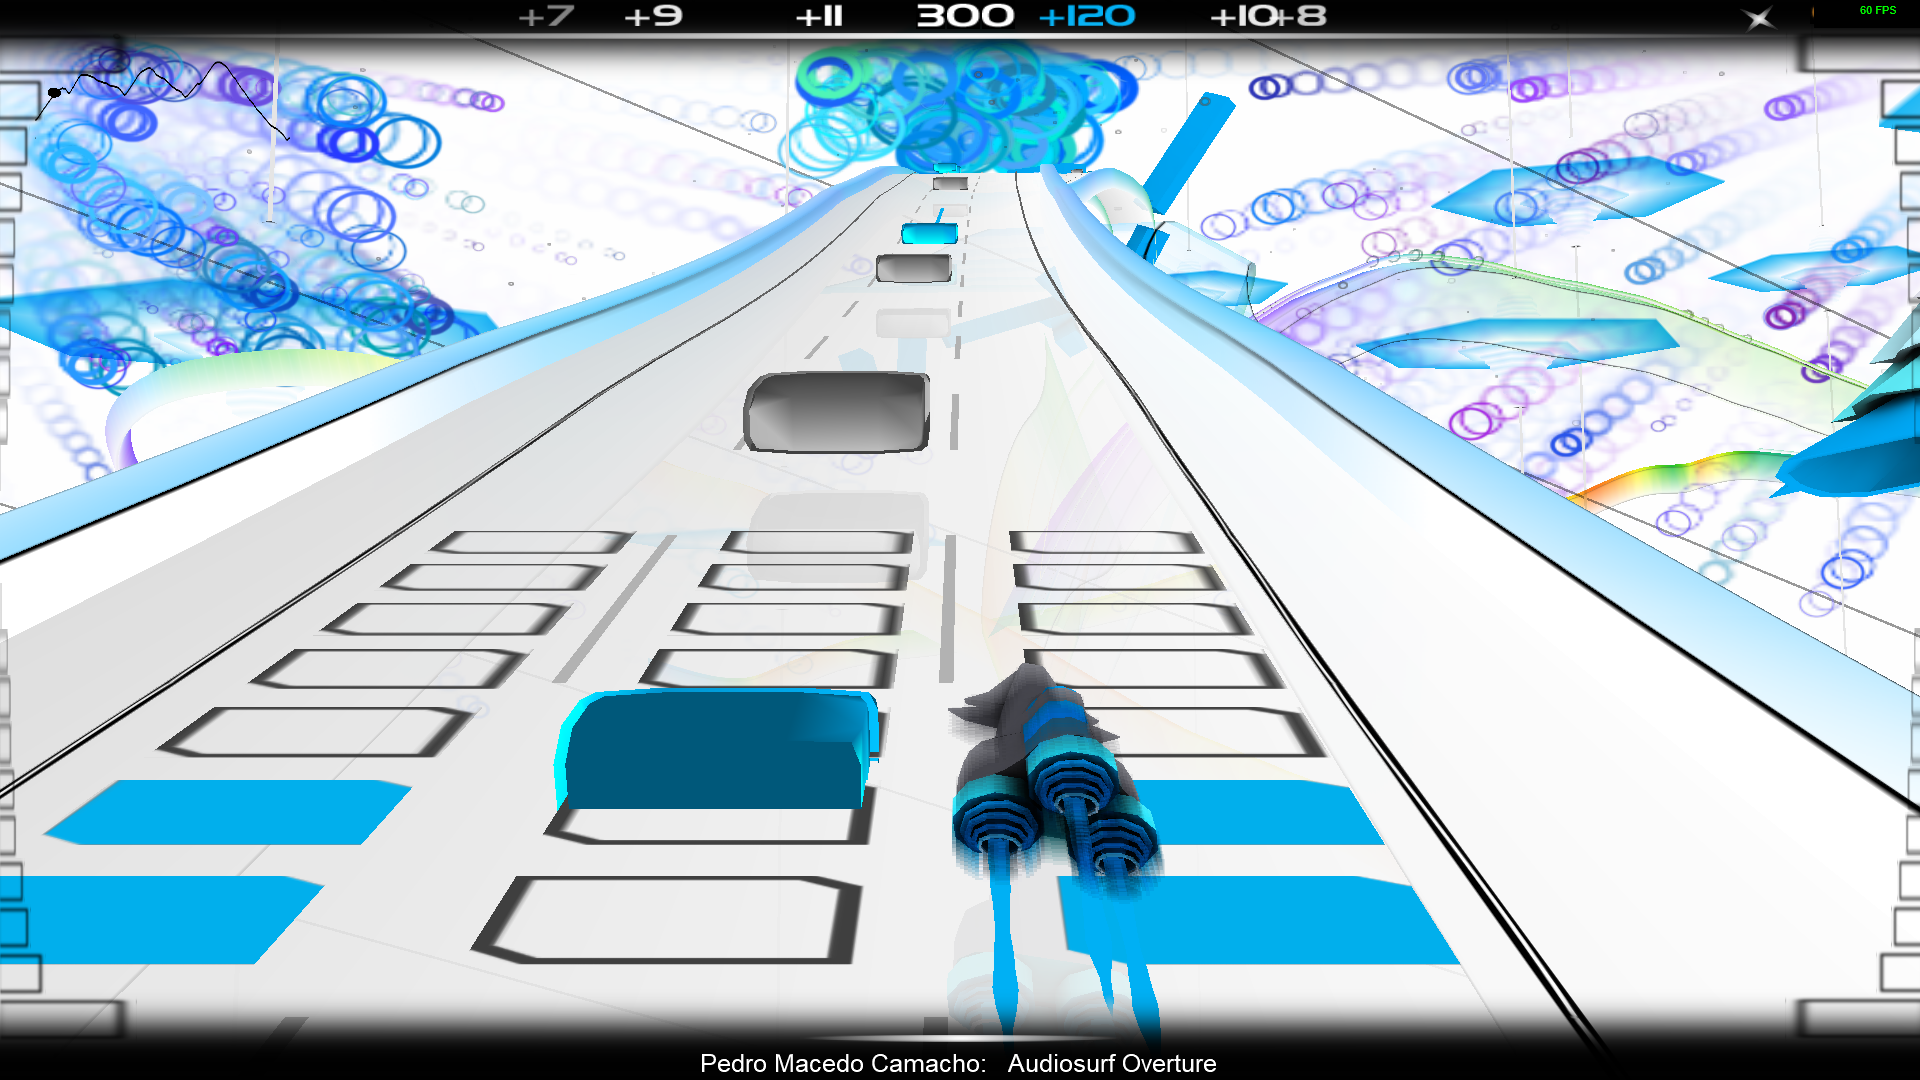 +7 +9 +11 300 +120 +10 +8
60 FPS
Pedro Macedo Camacho: Audiosurf Overture